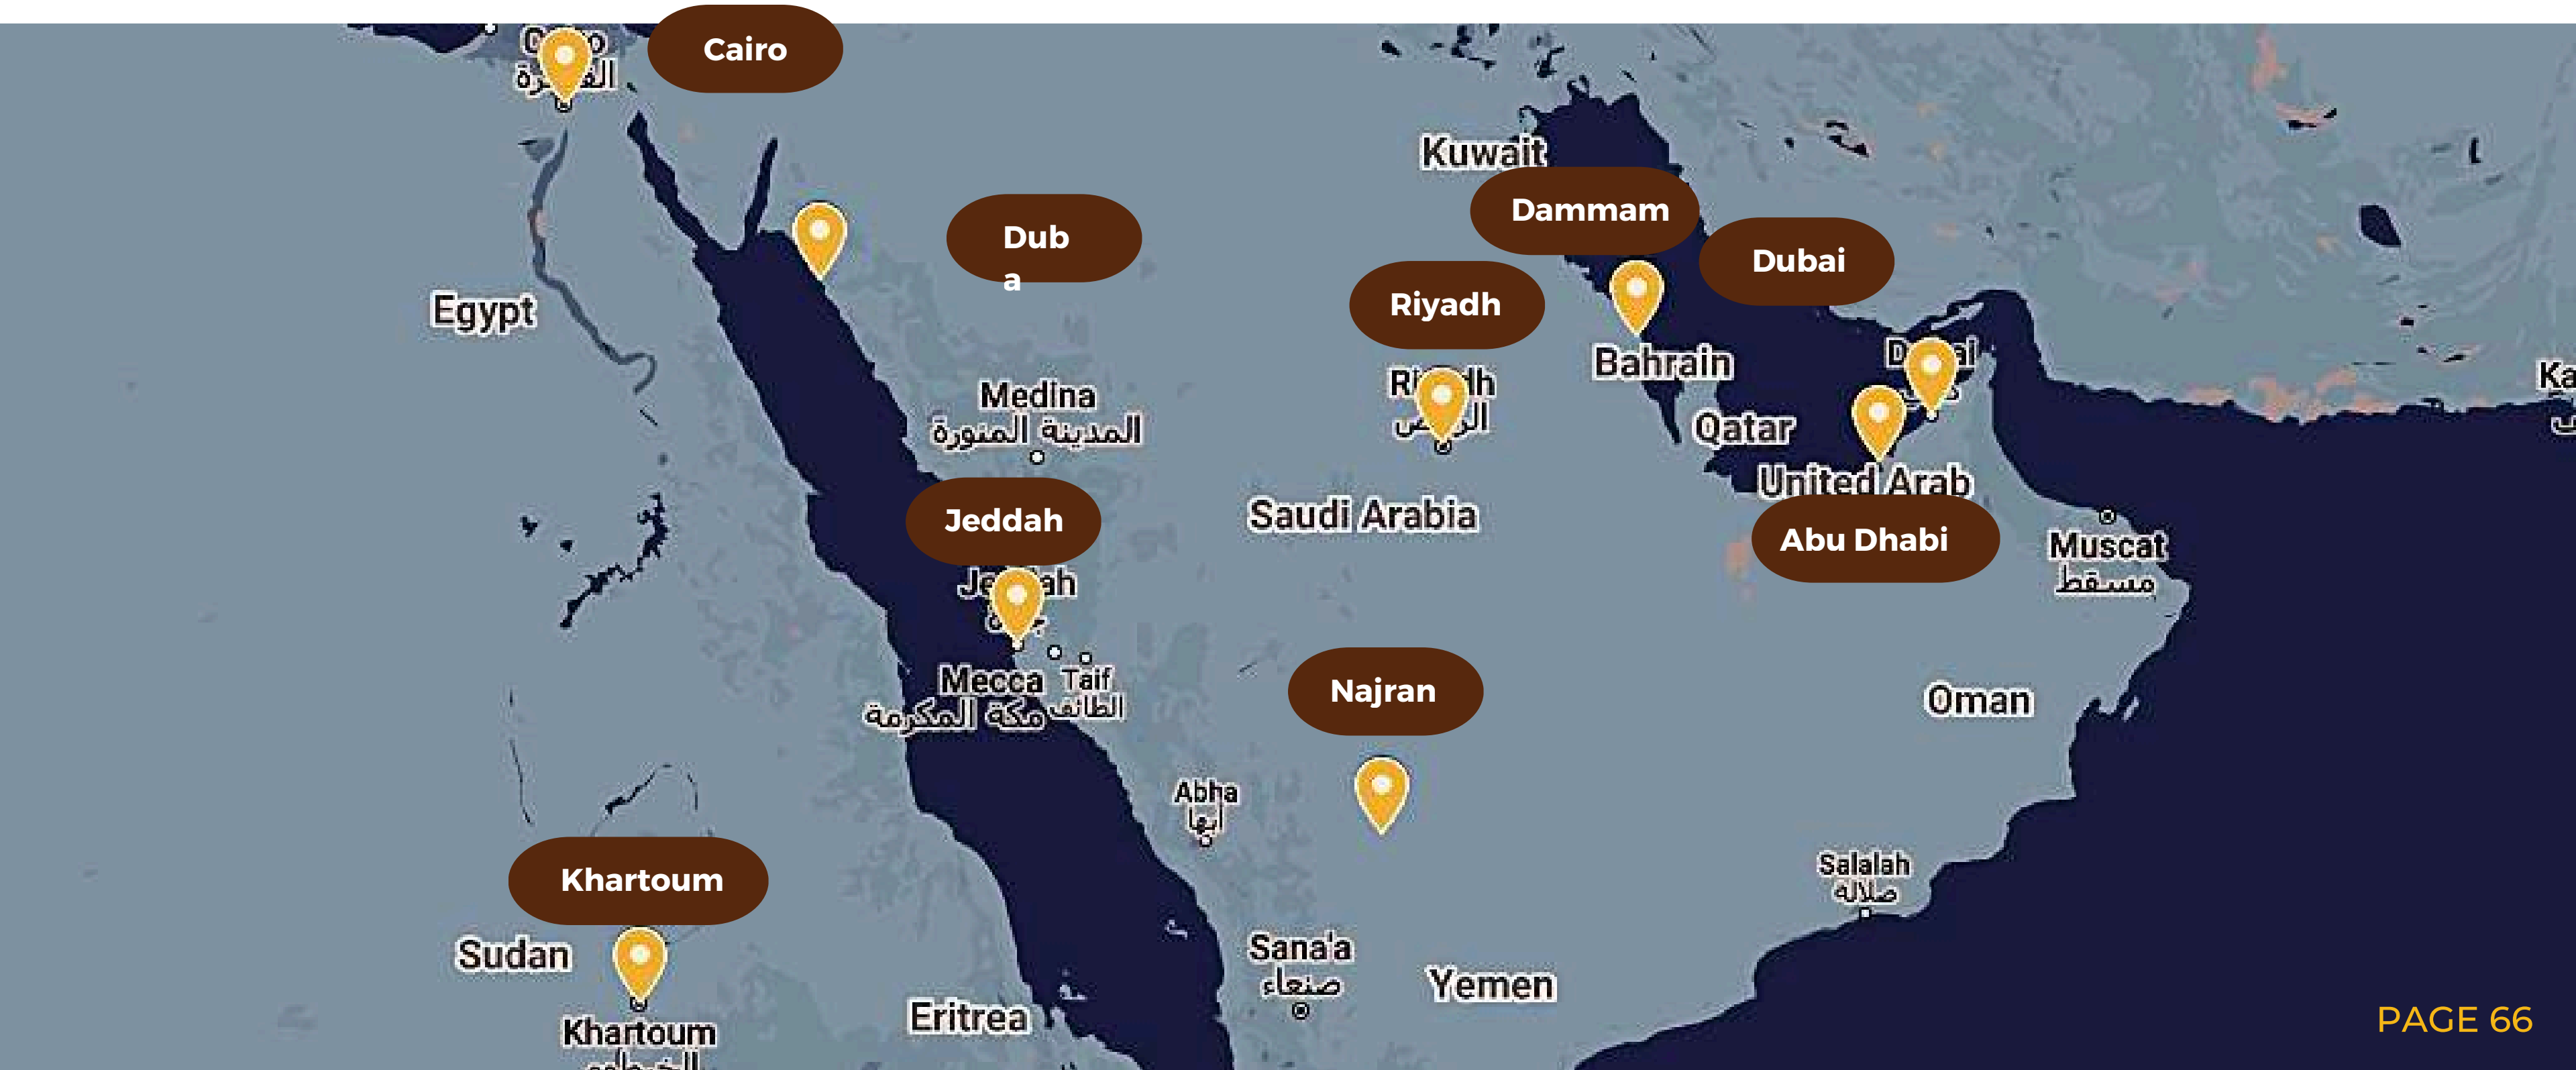 Cairo
Kuwait
Dammam
Dub
a
Dubai
Riyadh
Egypt
Bahrain
Medina
المدينة المنورة
Qatar
United Arab
Saudi Arabia
Jeddah
Abu Dhabi
Muscat
مسقط
Mecca
مكة المكرمة
Taif
الطائف
Najran
Oman
Abha
أبها
Khartoum
Salalah
صلالة
Sudan
Sana'a
صنعاء
Yemen
Eritrea
Khartoum
PAGE 66